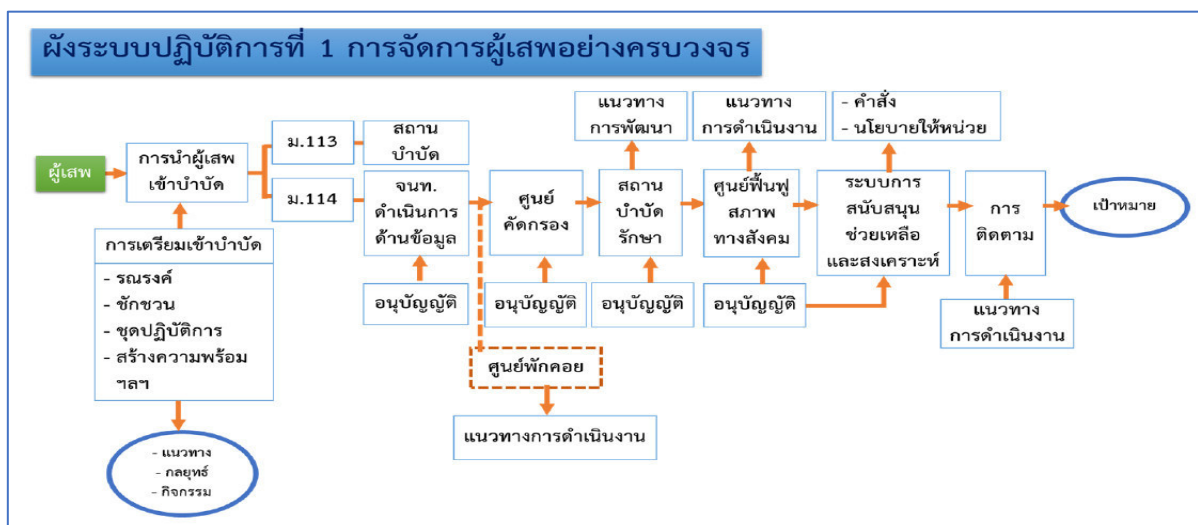 ผังระบบปฏิบัติการที่ 1 การจัดการผู้เสพอย่างครบวงจร
ผู้เสพ
การนำผู้เสพ
เข้าบำบัด
การเตรียมเข้าบำบัด
- รณรงค์
- ชักชวน
- ชุดปฏิบัติการ
- สร้างความพร้อม
ฯลฯ
- แนวทาง
- กลยุทธ์
- กิจกรรม
ม.113
สถาน
บำบัด
ม.114
จนท.
ดำเนินการ
ด้านข้อมูล
อนุบัญญัติ
ศูนย์
คัดกรอง
อนุบัญญัติ
ศูนย์พักคอย
แนวทางการดำเนินงาน
แนวทาง
การพัฒนา
สถาน
บำบัด
รักษา
อนุบัญญัติ
แนวทาง
การดำเนินงาน
ศูนย์ฟื้นฟู
สภาพ
ทางสังคม
อนุบัญญัติ
- คำสั่ง
- นโยบายให้หน่วย
ระบบการ
สนับสนุน
ช่วยเหลือ
และสงเคราะห์
การ
ติดตาม
แนวทาง
การดำเนินงาน
เป้าหมาย